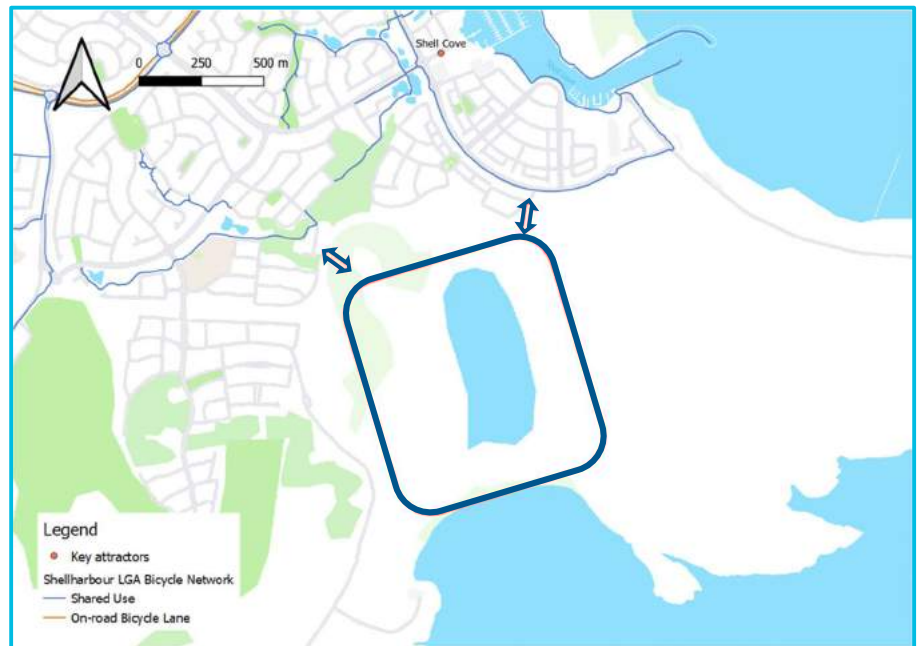 Shell Cove
0 250 500 m
Legend
Key attractors
Shellharbour LGA Bicycle Network
Shared Use
On-road Bicycle Lane